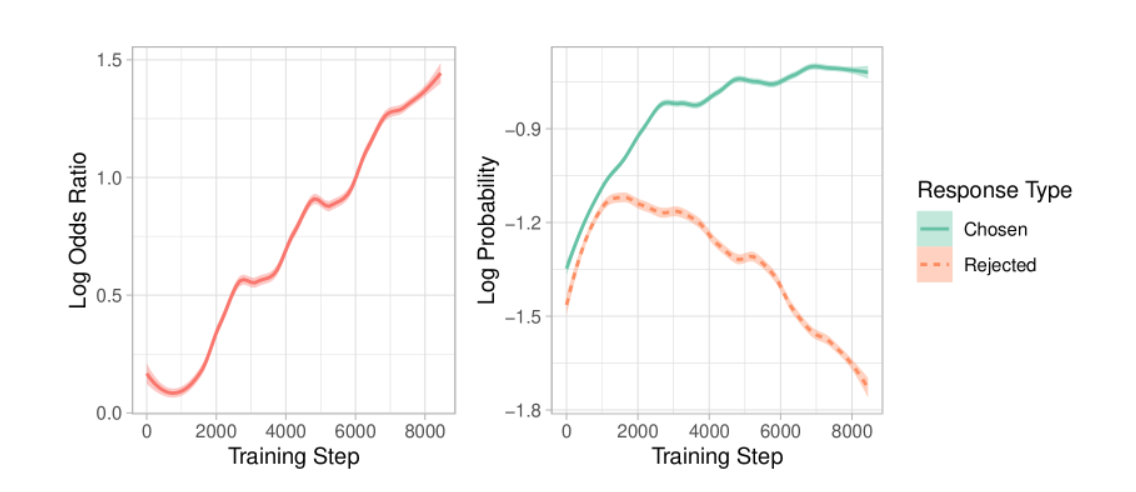 Log Odds Ratio
1.5
1.0
0.5
0.0
0 2000 4000 6000 8000
Training Step
Log Probability
−0.9
−1.2
−1.5
−1.8
0 2000 4000 6000 8000
Training Step
Response Type
Chosen
Rejected